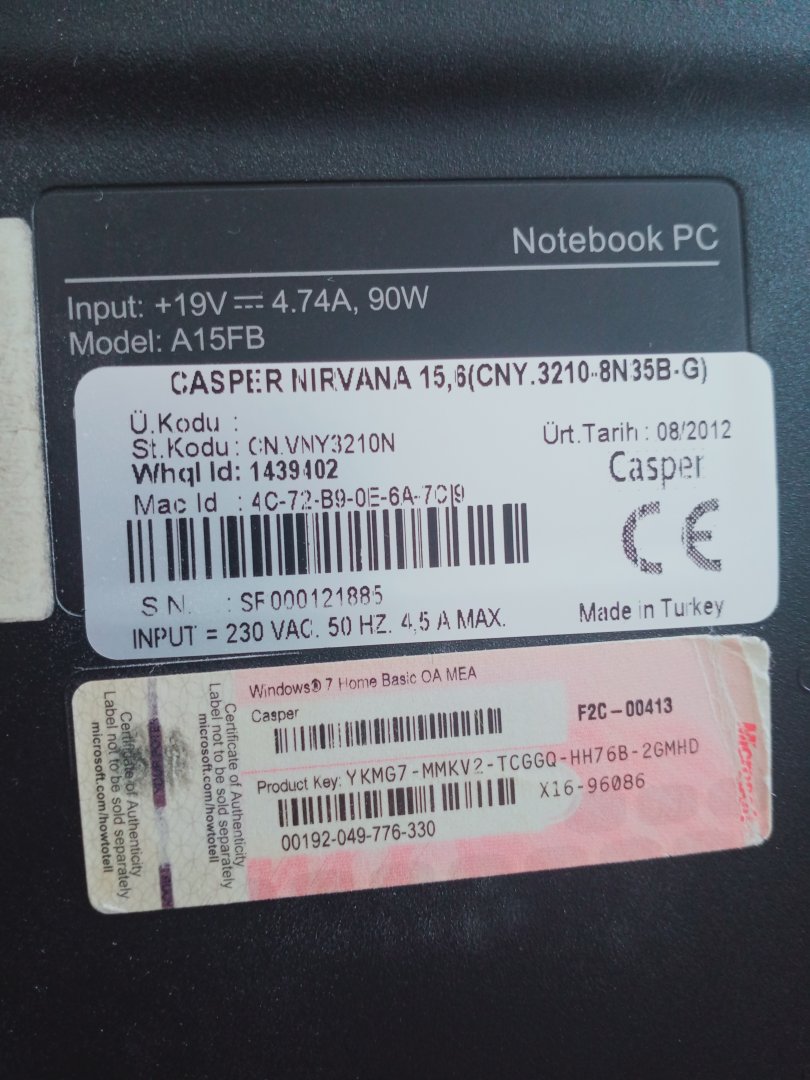 Notebook PC
Input: +19V⎓4.74A, 90W
Model: A15FB
CASPER NIRVANA 15,6(CNY.3210-8N35B-G)
Ü.Kodu :
St.Kodu : CN.VNY3210N
Ürt.Tarih : 08/2012
Whql Id: 1439402
Casper
Mac Id : 4C-72-B9-0E-6A-7C|9
CE
S.N. : SF000121885
Made in Turkey
INPUT = 230 VAC. 50 HZ. 4,5 A MAX.
Windows® 7 Home Basic OA MEA
Casper
F2C-00413
Product Key: YKMG7-MMKV2-TCGGQ-HH76B-2GMHD
X16-96086
00192-049-776-330
Certificate of Authenticity
Label not to be sold separately
microsoft.com/howtotell
Certificate of Authenticity
Label not to be sold separately
microsoft.com/howtotell
Microsoft